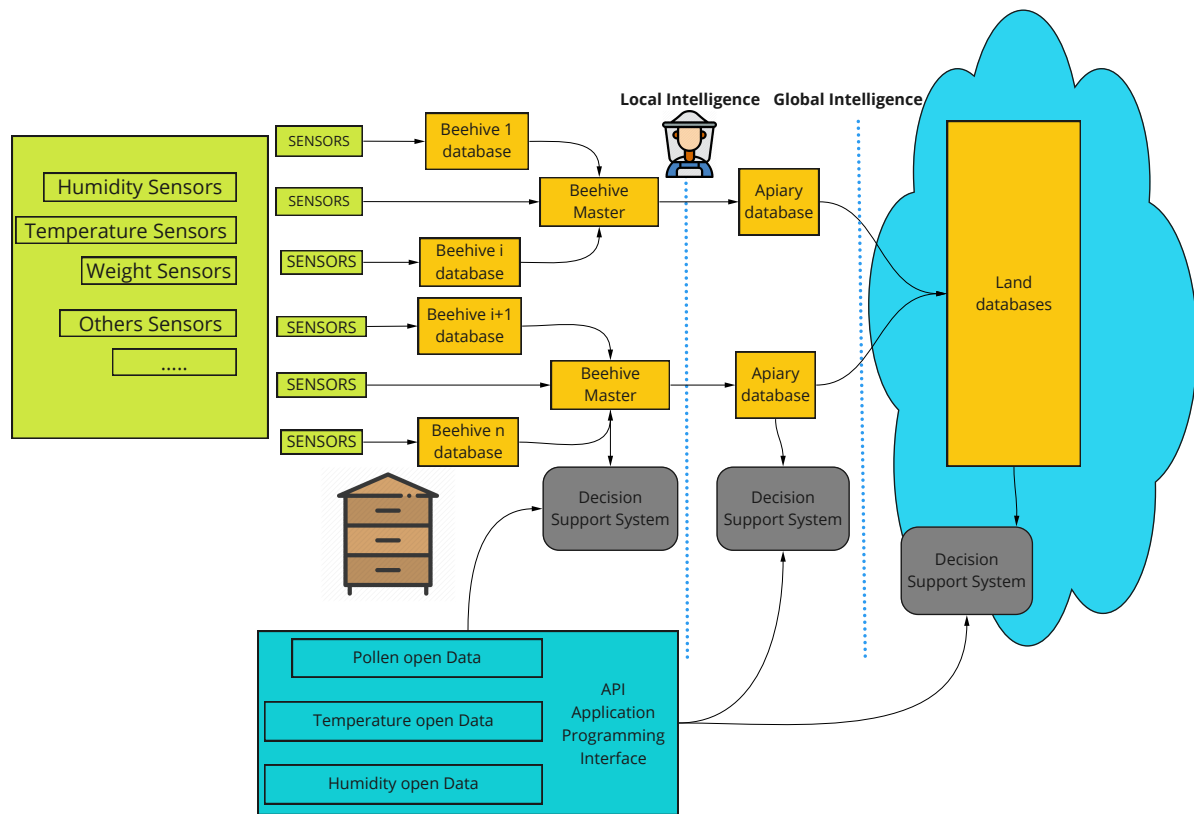 Local Intelligence
Global Intelligence
Humidity Sensors
Temperature Sensors
Weight Sensors
Others Sensors
.....
SENSORS
SENSORS
SENSORS
SENSORS
SENSORS
SENSORS
Beehive 1
database
Beehive i
database
Beehive i+1
database
Beehive n
database
Beehive
Master
Beehive
Master
Apiary
database
Apiary
database
Land
databases
Decision
Support System
Decision
Support System
Decision
Support System
Pollen open Data
Temperature open Data
Humidity open Data
API
Application
Programming
Interface